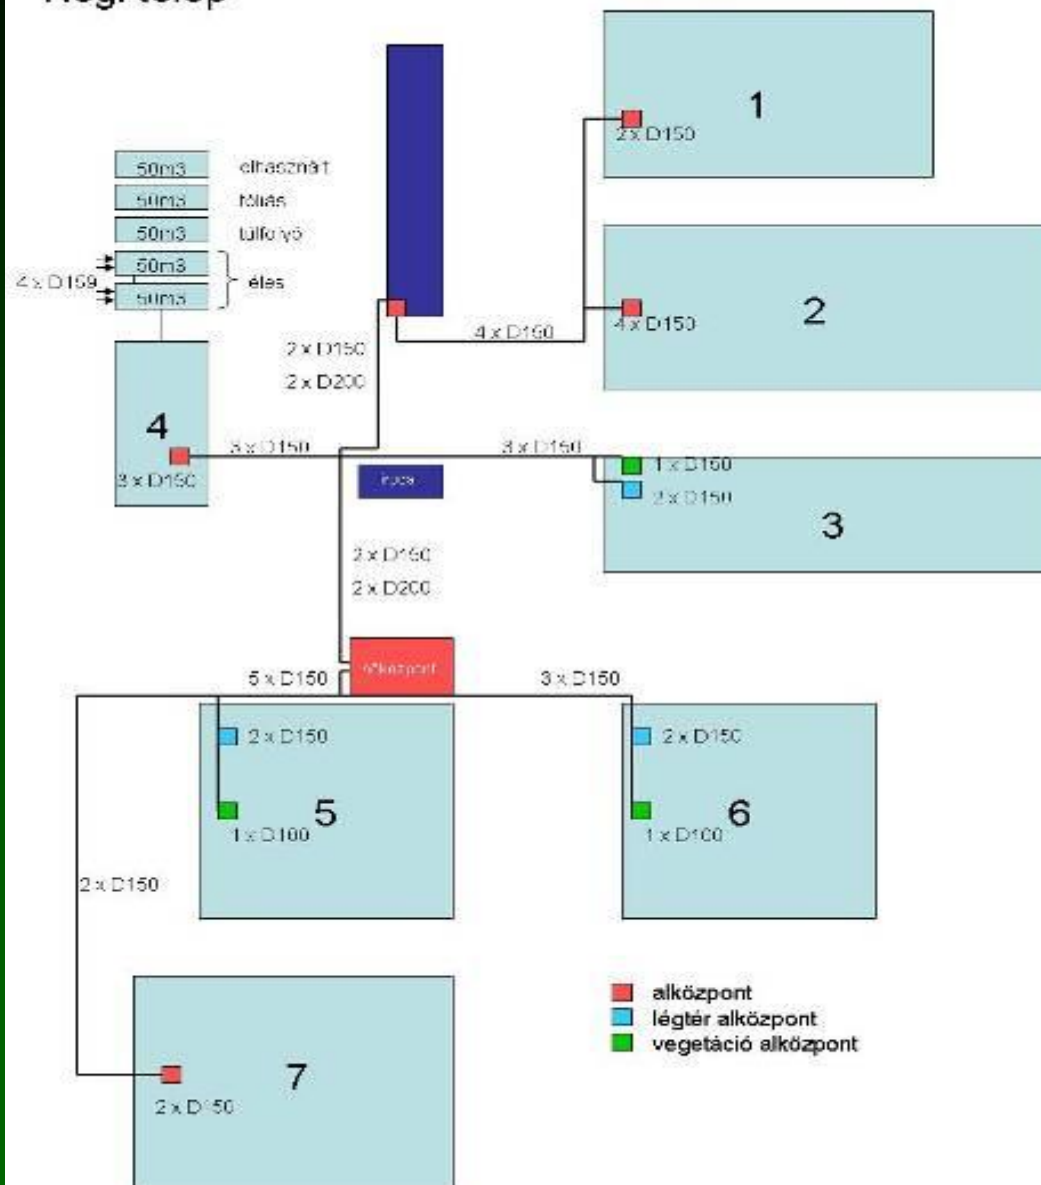 1
2 x D150
50m3 elhasznált
50m3 fóliás
50m3 túlfolyó
50m3
4 x D159 éles
50m3
2
4 x D150
4 x D150
2 x D150
2 x D200
4
3 x D150
3 x D150
3 x D150
1 x D150
2 x D150
3
2 x D150
2 x D200
főközpont
5 x D150
3 x D150
2 x D150
5
1 x D100
2 x D150
6
1 x D100
2 x D150
alközpont
légtér alközpont
vegetáció alközpont
7
2 x D150